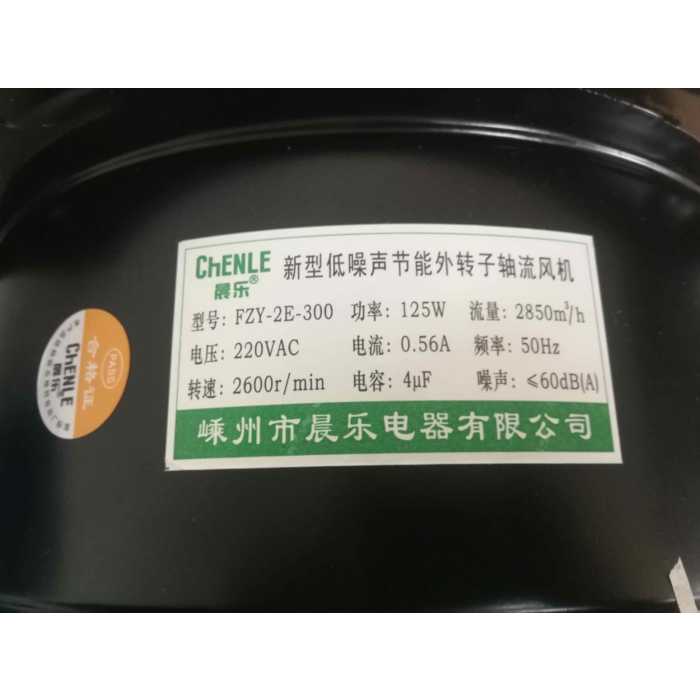 ChENLE 晨乐® 新型低噪声节能外转子轴流风机
型号: FZY-2E-300 功率: 125W 流量: 2850m³/h
电压: 220VAC 电流: 0.56A 频率: 50Hz
转速: 2600r/min 电容: 4μF 噪声: ≤60dB(A)
嵊州市晨乐电器有限公司
PASS
合格证
ChENLE
晨乐®